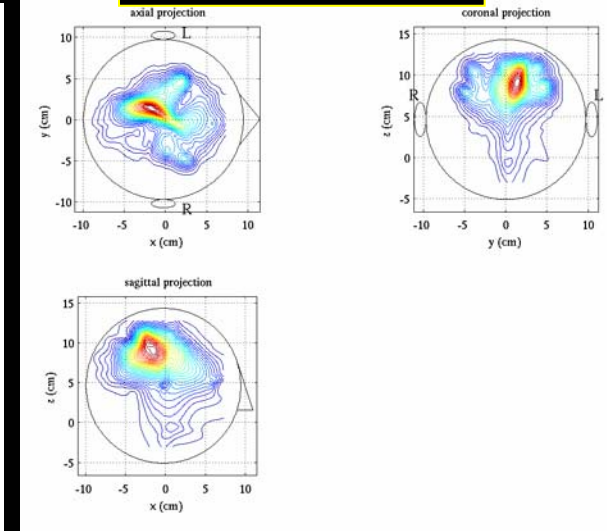 axial projection
10
5
0
-5
-10
y (cm)
L
R
-10 -5 0 5 10
x (cm)
coronal projection
15
10
5
0
-5
z (cm)
R
L
-10 -5 0 5 10
y (cm)
sagittal projection
15
10
5
0
-5
z (cm)
-10 -5 0 5 10
x (cm)